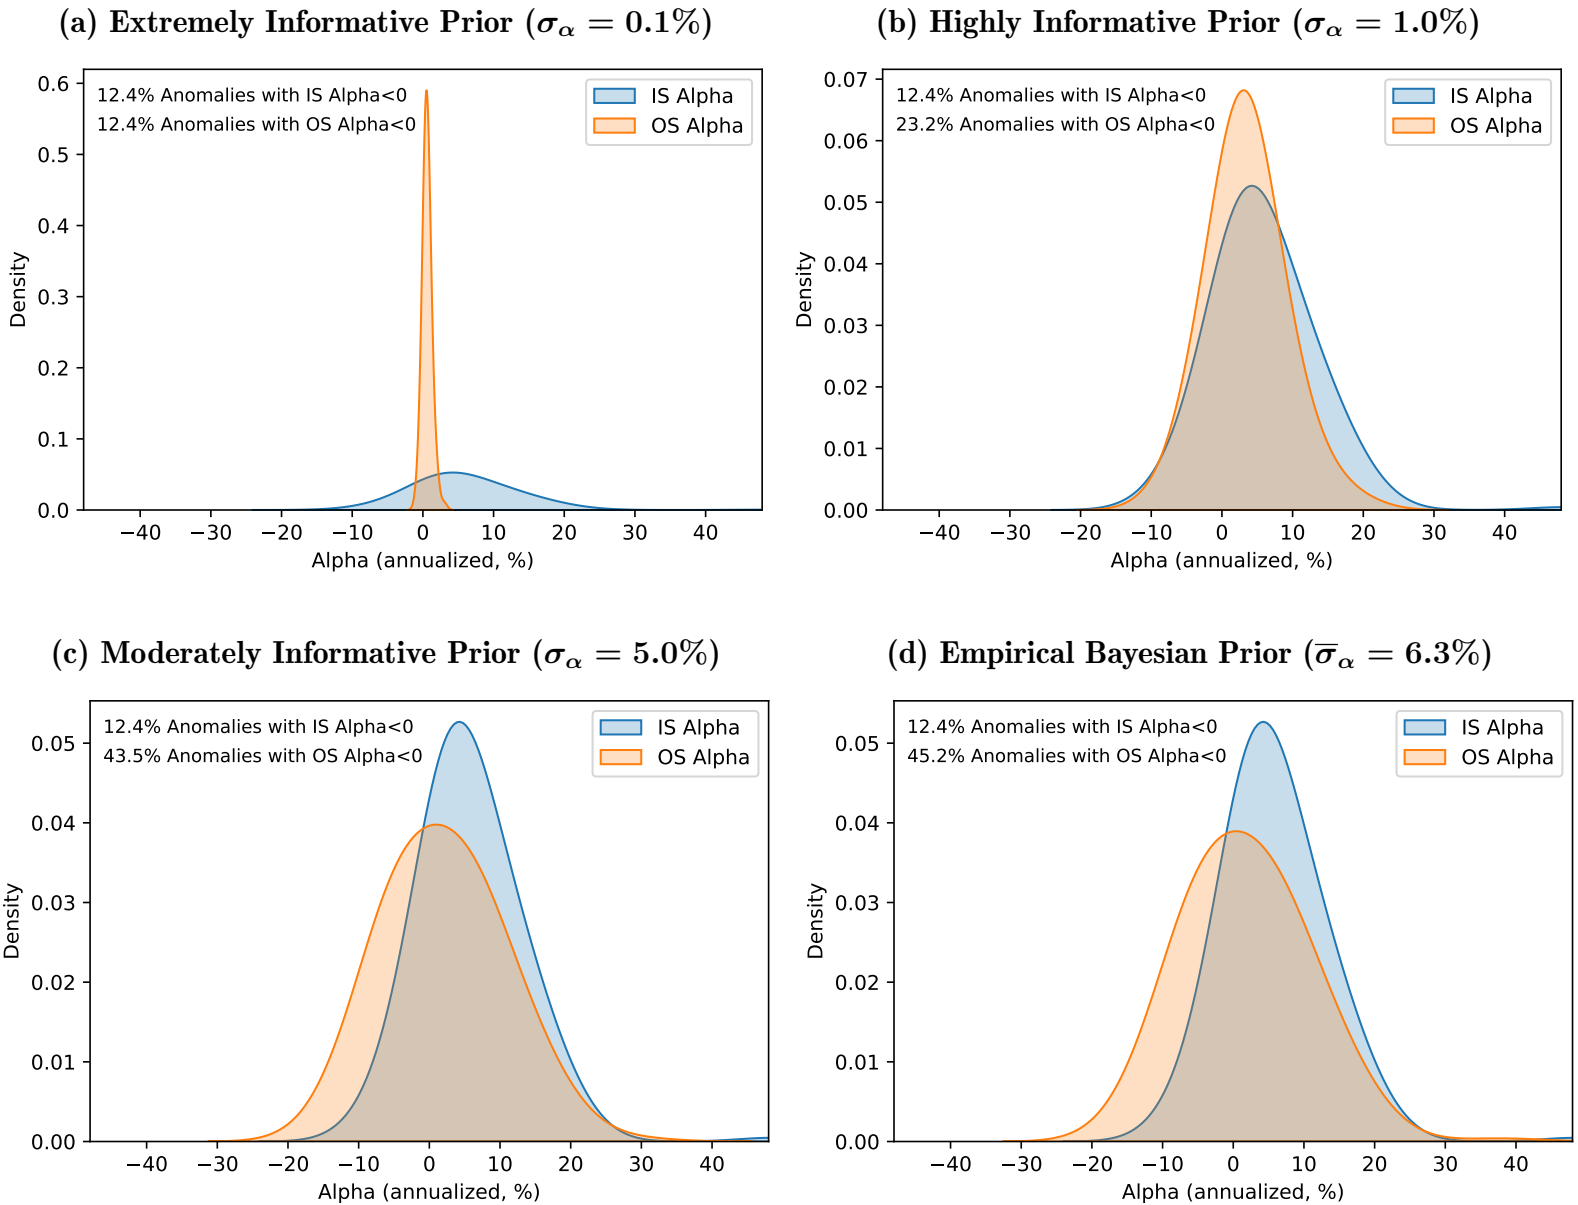 (a) Extremely Informative Prior (σα = 0.1%)
12.4% Anomalies with IS Alpha<0
12.4% Anomalies with OS Alpha<0
IS Alpha
OS Alpha
0.6
0.5
0.4
0.3
0.2
0.1
0.0
Density
−40 −30 −20 −10 0 10 20 30 40
Alpha (annualized, %)
(b) Highly Informative Prior (σα = 1.0%)
12.4% Anomalies with IS Alpha<0
23.2% Anomalies with OS Alpha<0
IS Alpha
OS Alpha
0.07
0.06
0.05
0.04
0.03
0.02
0.01
0.00
Density
−40 −30 −20 −10 0 10 20 30 40
Alpha (annualized, %)
(c) Moderately Informative Prior (σα = 5.0%)
12.4% Anomalies with IS Alpha<0
43.5% Anomalies with OS Alpha<0
IS Alpha
OS Alpha
0.05
0.04
0.03
0.02
0.01
0.00
Density
−40 −30 −20 −10 0 10 20 30 40
Alpha (annualized, %)
(d) Empirical Bayesian Prior (σ̅α = 6.3%)
12.4% Anomalies with IS Alpha<0
45.2% Anomalies with OS Alpha<0
IS Alpha
OS Alpha
0.05
0.04
0.03
0.02
0.01
0.00
Density
−40 −30 −20 −10 0 10 20 30 40
Alpha (annualized, %)